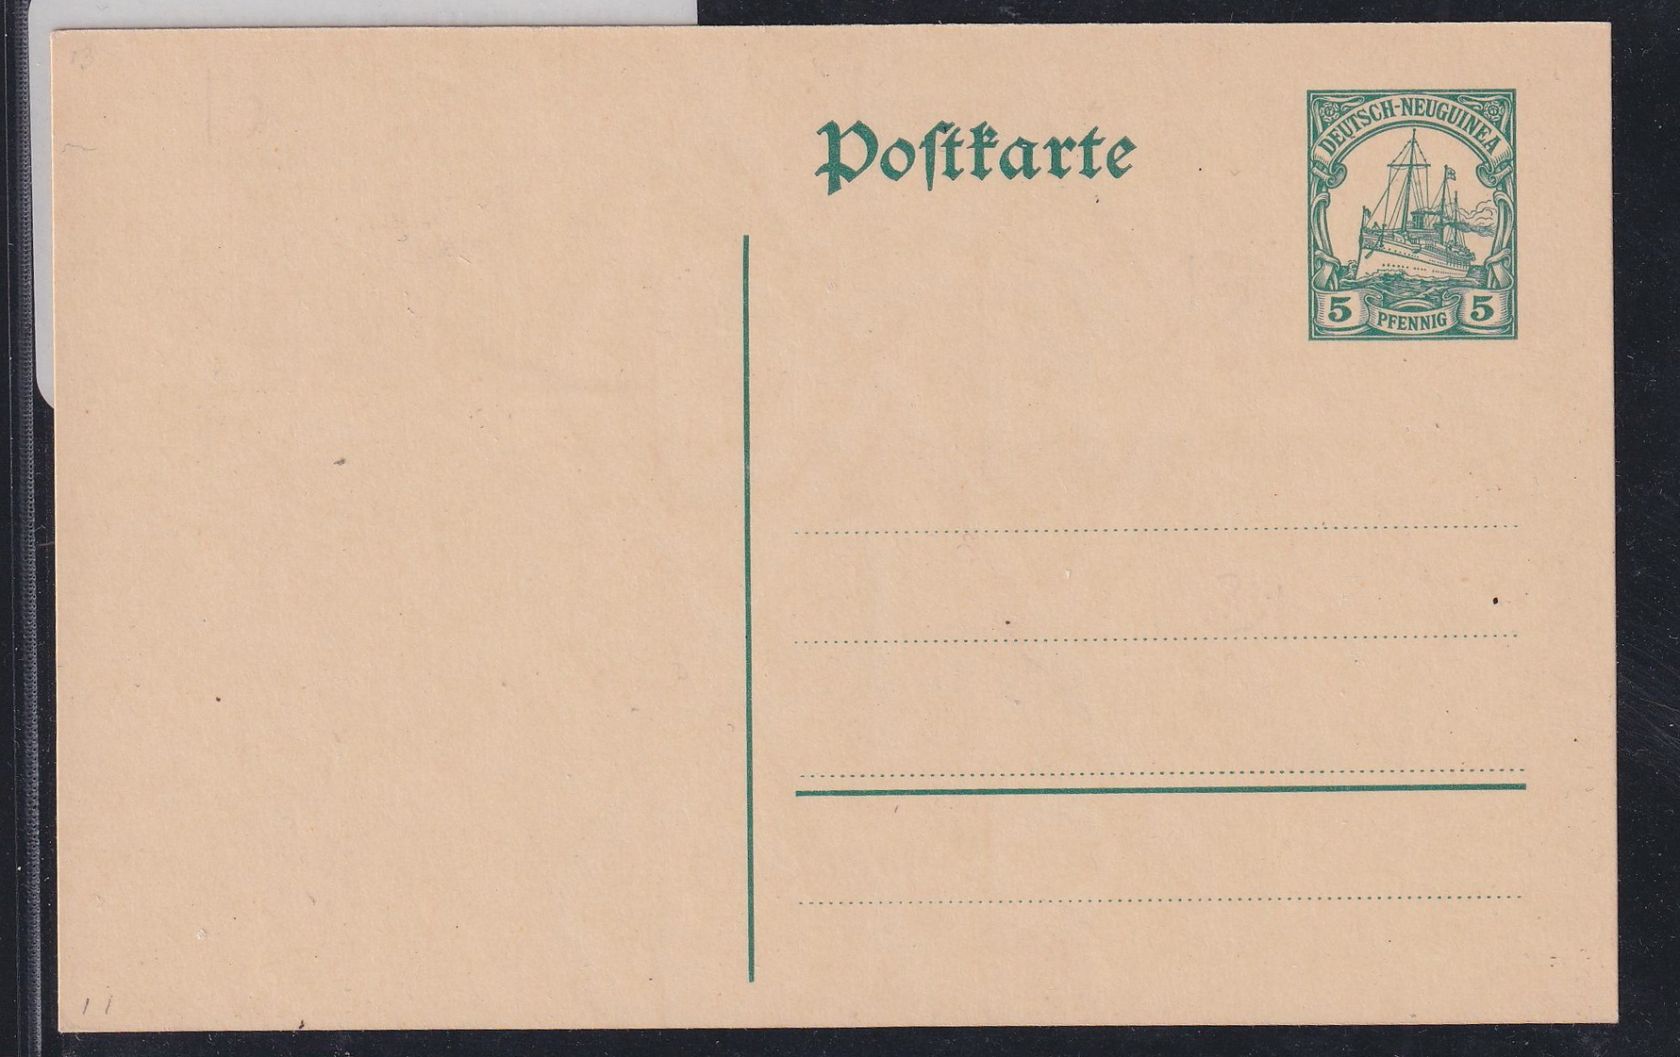 Poſtkarte
DEUTSCH-NEUGUINEA
5 PFENNIG 5